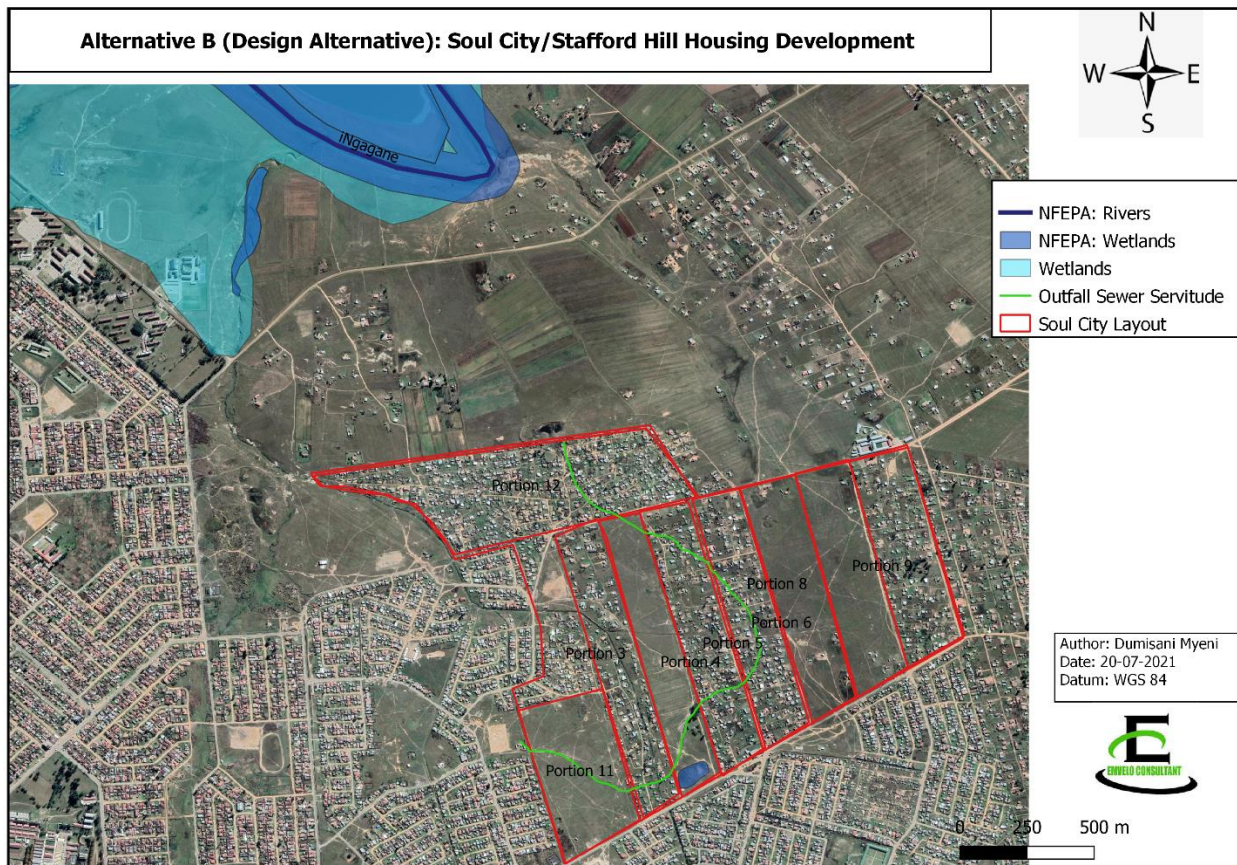 Alternative B (Design Alternative): Soul City/Stafford Hill Housing Development
N
W E
S
iNgagane
NFEPA: Rivers
NFEPA: Wetlands
Wetlands
Outfall Sewer Servitude
Soul City Layout
Portion 12
Portion 9
Portion 8
Portion 6
Portion 5
Portion 3
Portion 4
Portion 11
Author: Dumisani Myeni
Date: 20-07-2021
Datum: WGS 84
E
EMVELO CONSULTANT
0 250 500 m